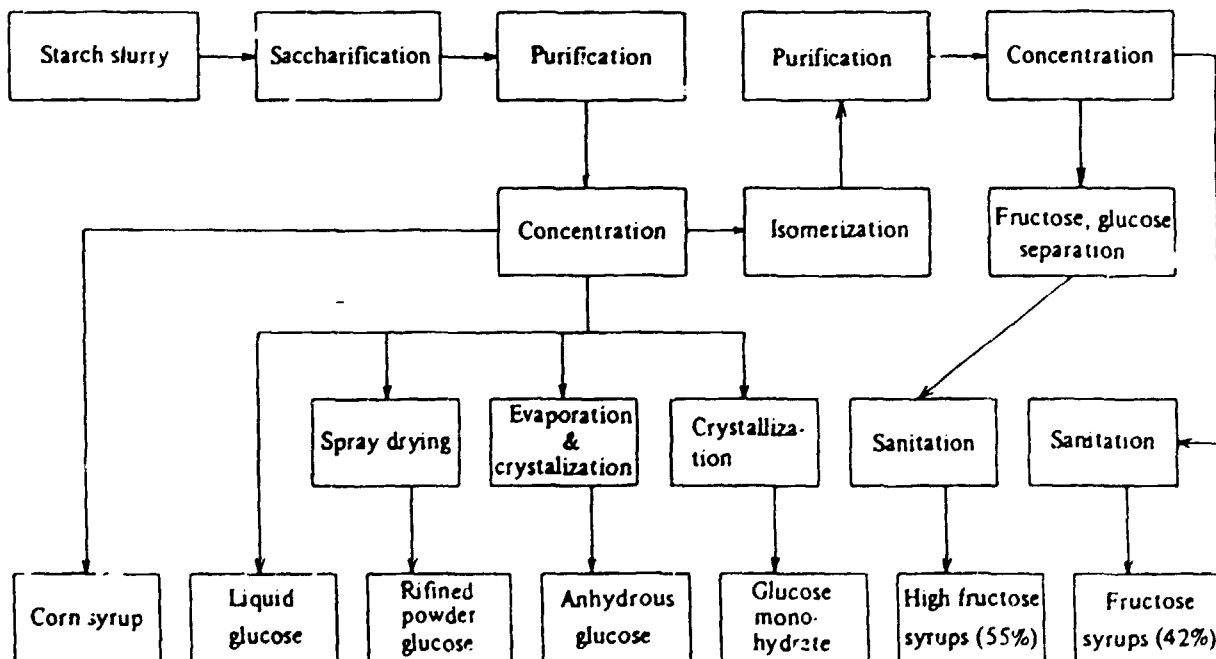 Starch slurry
Saccharification
Purification
Purification
Concentration
Concentration
Isomerization
Fructose, glucose
separation
Spray drying
Evaporation
&
crystalization
Crystalliza-
tion
Sanitation
Sanitation
Corn syrup
Liquid
glucose
Rifined
powder
glucose
Anhydrous
glucose
Glucose
mono-
hydrate
High fructose
syrups (55%)
Fructose
syrups (42%)